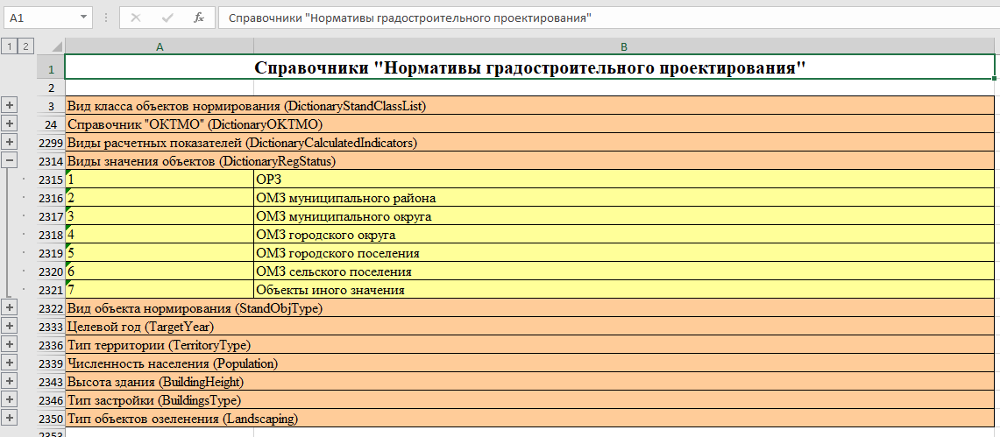 A1 fx Справочники "Нормативы градостроительного проектирования"
1 2 A B
1 Справочники "Нормативы градостроительного проектирования"
2
3 Вид класса объектов нормирования (DictionaryStandClassList)
24 Справочник "ОКТМО" (DictionaryOKTMO)
2299 Виды расчетных показателей (DictionaryCalculatedIndicators)
2314 Виды значения объектов (DictionaryRegStatus)
2315 1 ОРЗ
2316 2 ОМЗ муниципального района
2317 3 ОМЗ муниципального округа
2318 4 ОМЗ городского округа
2319 5 ОМЗ городского поселения
2320 6 ОМЗ сельского поселения
2321 7 Объекты иного значения
2322 Вид объекта нормирования (StandObjType)
2333 Целевой год (TargetYear)
2336 Тип территории (TerritoryType)
2339 Численность населения (Population)
2343 Высота здания (BuildingHeight)
2346 Тип застройки (BuildingsType)
2350 Тип объектов озеленения (Landscaping)
2353